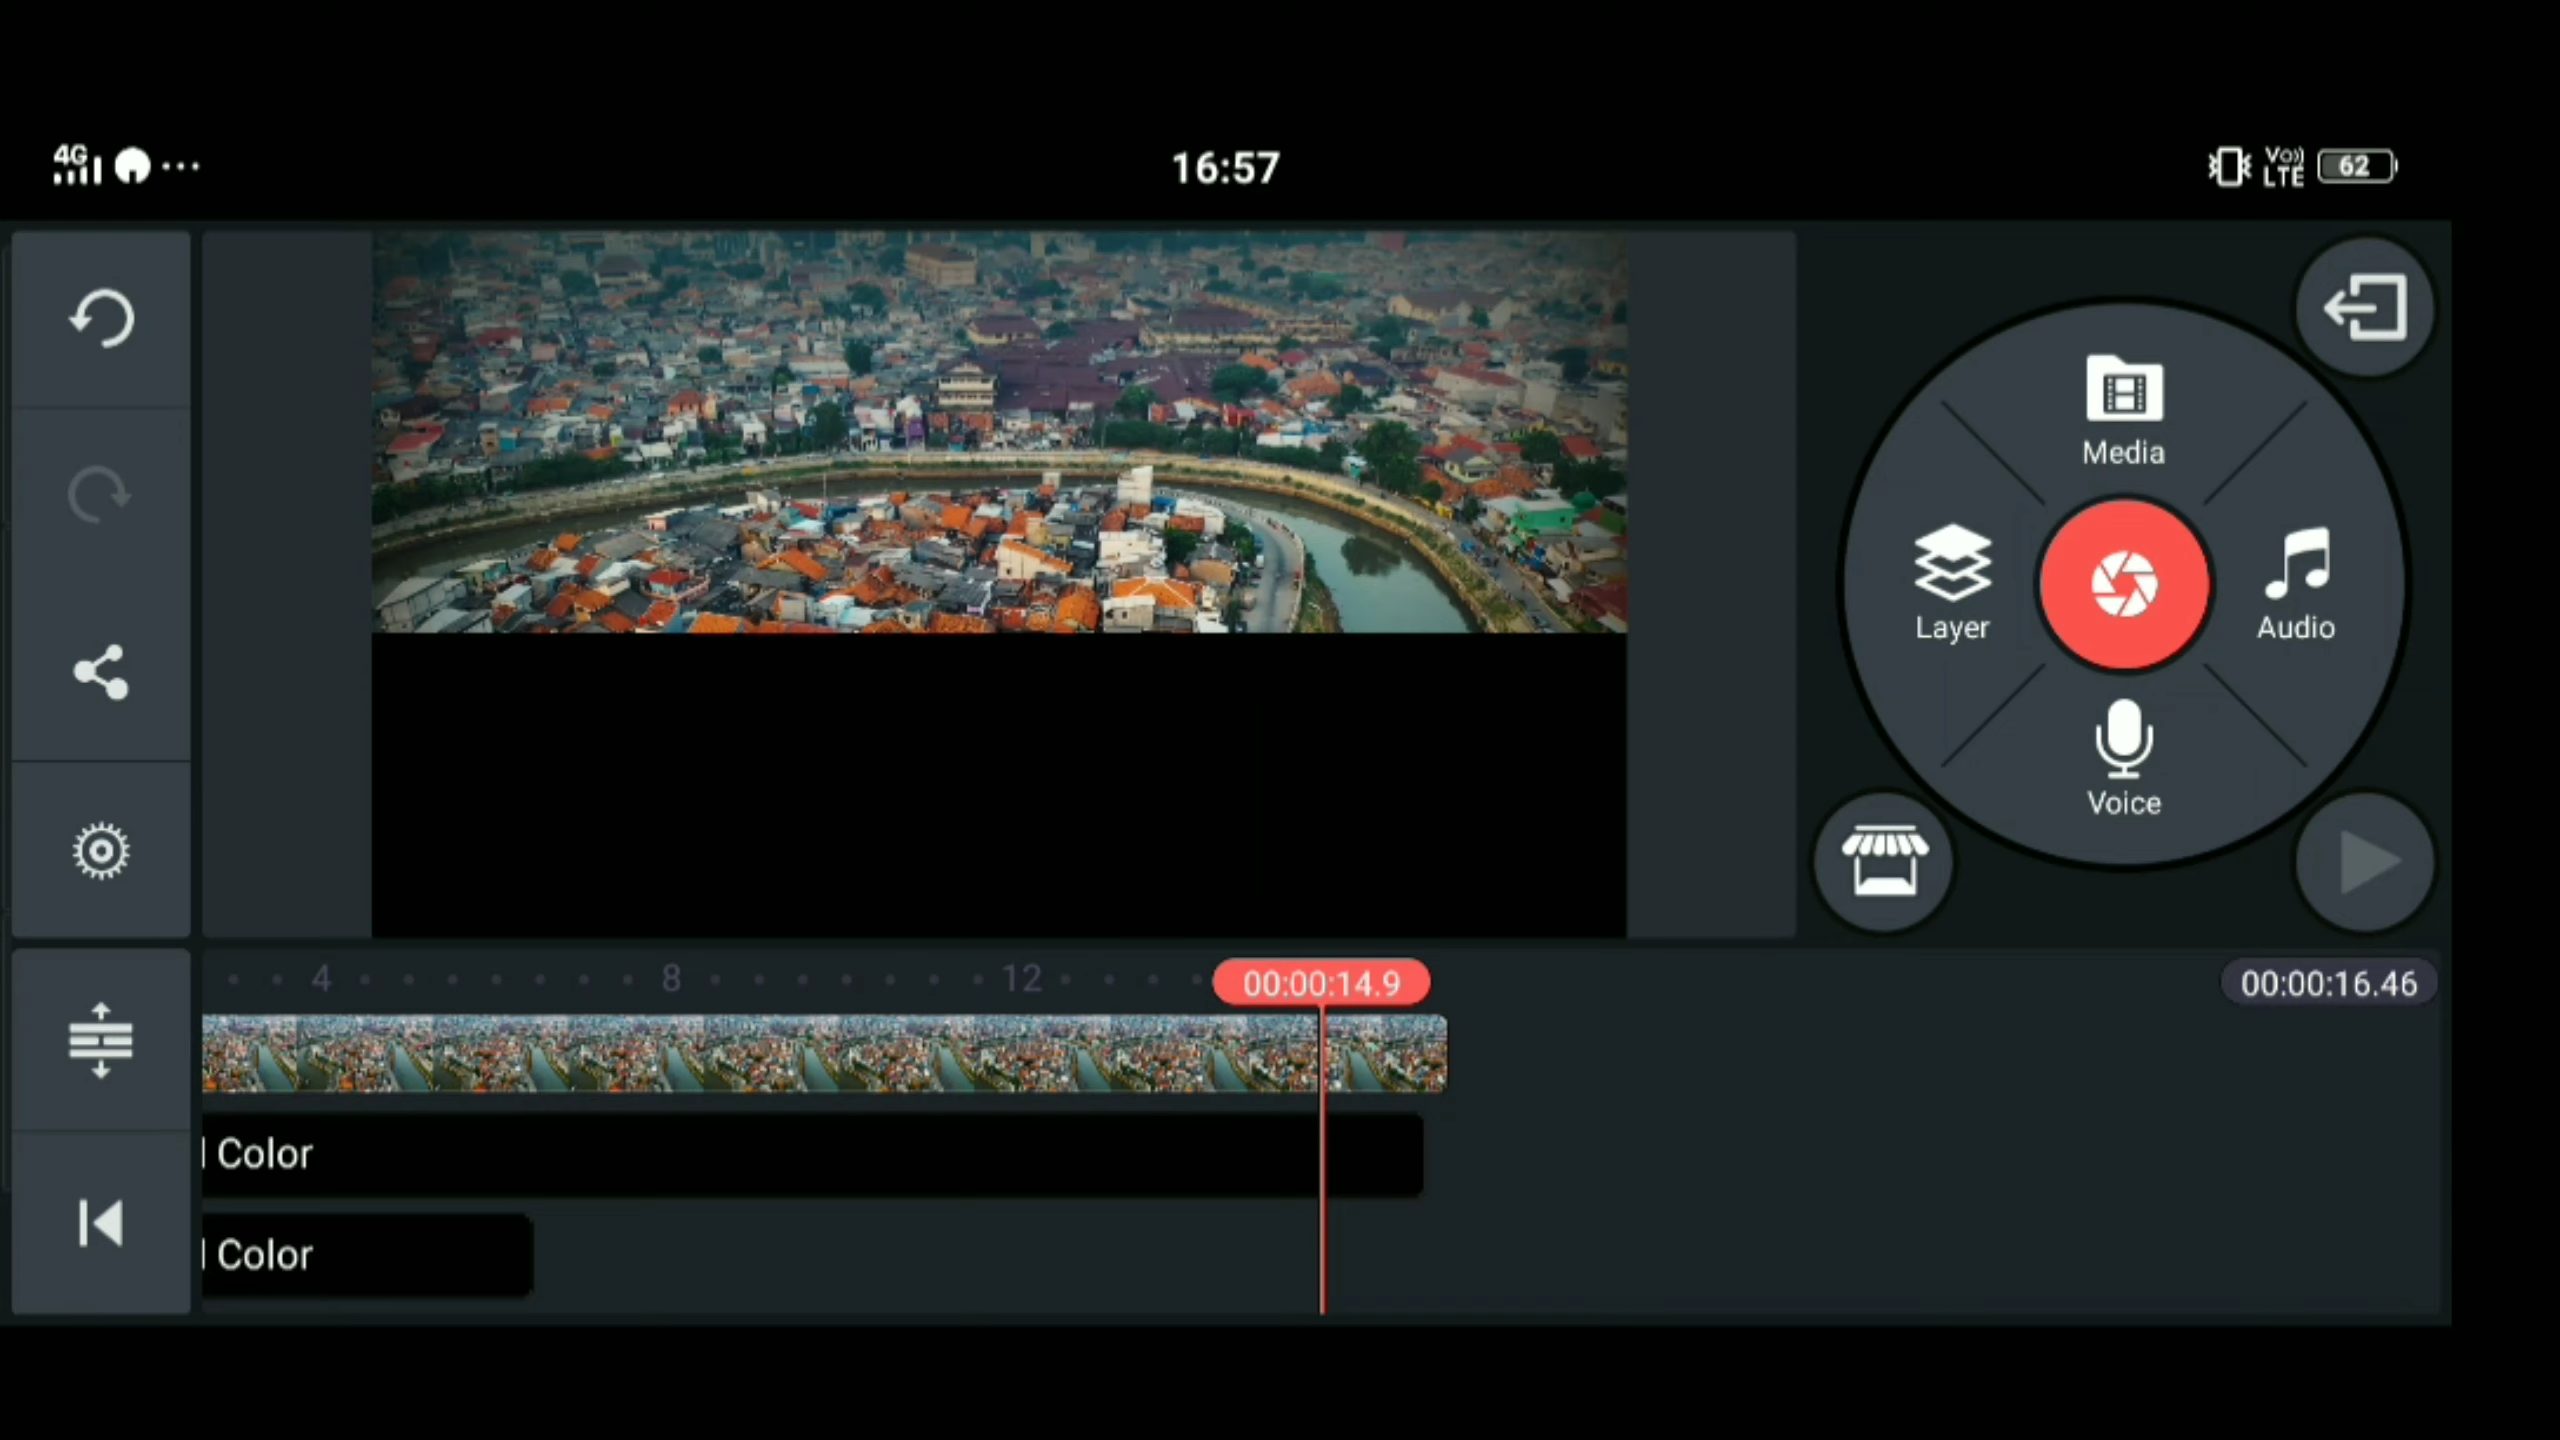 4G
16:57
Vo))
LTE
62
Media
Layer
Audio
Voice
4
8
12
00:00:14.9
00:00:16.46
l Color
l Color